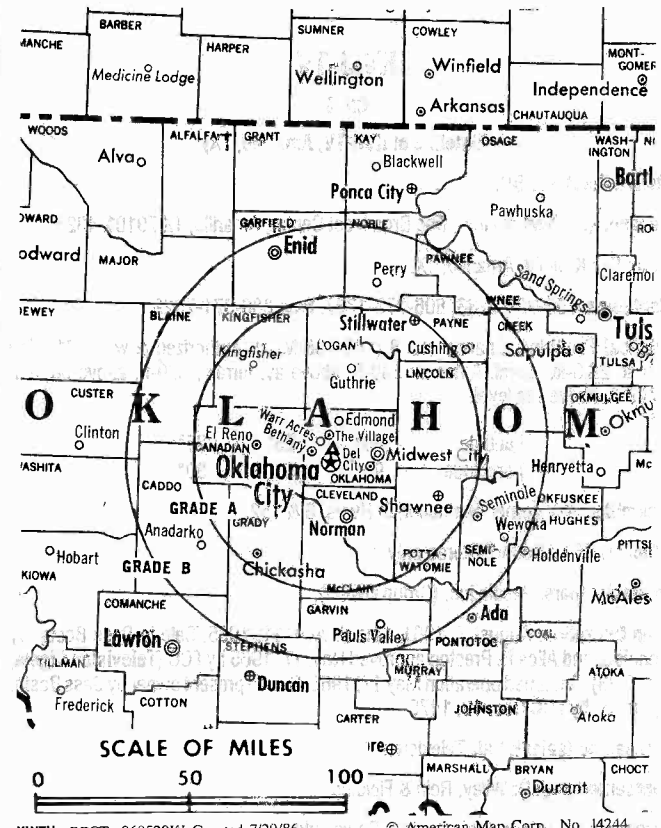 BARBER
SUMNER
COWLEY
MANCHE
HARPER
MONT-
GOMER
Medicine Lodge
Wellington
Winfield
Independence
Arkansas
CHAUTAUQUA
WOODS
ALFALFA
GRANT
KAY
OSAGE
WASH-
INGTON
Alva
Blackwell
Ponca City
Bartl
Pawhuska
GARFIELD
NOBLE
odward
MAJOR
Enid
PAWNEE
Perry
Sand Springs
Claremo
DEWEY
BLAINE
KINGFISHER
WNEE
Stillwater
PAYNE
CREEK
Tuls
LOGAN
Cushing
Sapulpa
TULSA
Kingfisher
Guthrie
LINCOLN
CUSTER
OKMULGEE
O K L A H O M
Okmu
Clinton
Warr Acres
Edmond
El Reno
Bethany
The Village
CANADIAN
Del
City
Midwest City
WASHITA
Oklahoma
City
OKLAHOMA
Henryetta
CADDO
CLEVELAND
Shawnee
Seminole
OKFUSKEE
GRADE A
GRADY
Norman
Wewoka
HUGHES
Anadarko
POTTA-
WATOMIE
SEMI-
NOLE
Holdenville
PITTS
Hobart
Chickasha
KIOWA
GRADE B
McCLAIN
McAles
COMANCHE
GARVIN
Ada
Lawton
Pauls Valley
PONTOTOC
COAL
TILLMAN
STEPHENS
MURRAY
ATOKA
Duncan
Frederick
COTTON
JOHNSTON
Atoka
CARTER
SCALE OF MILES
re
0 50 100
MARSHALL
BRYAN
CHOCT
Durant
© American Map Corp. No. 14244